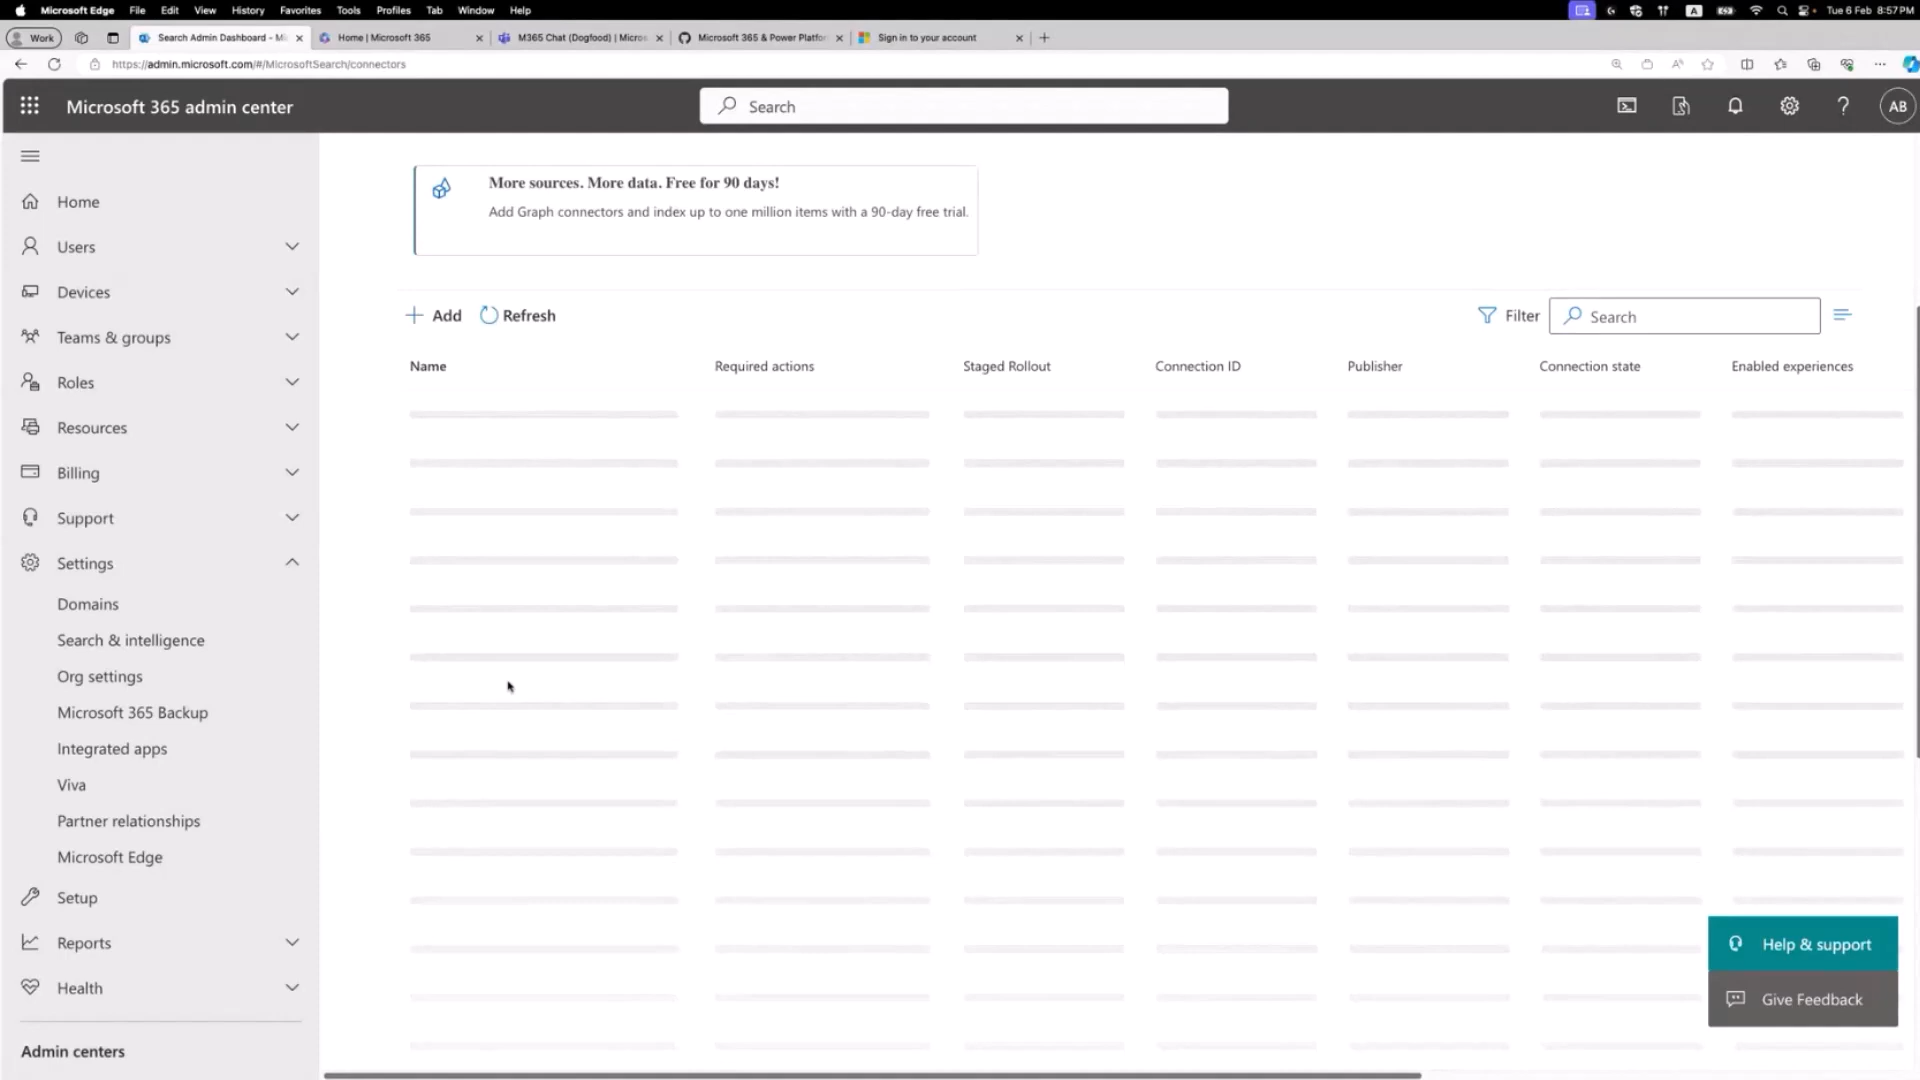 Microsoft Edge File Edit View History Favorites Tools Profiles Tab Window Help A Tue 6 Feb 8:57 PM
Work Search Admin Dashboard - Mi Home | Microsoft 365 M365 Chat (Dogfood) | Micros Microsoft 365 & Power Platfor Sign in to your account
https://admin.microsoft.com/#/MicrosoftSearch/connectors
Microsoft 365 admin center Search AB
More sources. More data. Free for 90 days!
Add Graph connectors and index up to one million items with a 90-day free trial.
Home
Users
Devices
Teams & groups
Roles
Resources
Billing
Support
Settings
Domains
Search & intelligence
Org settings
Microsoft 365 Backup
Integrated apps
Viva
Partner relationships
Microsoft Edge
Setup
Reports
Health
Admin centers
Add Refresh Filter Search
Name Required actions Staged Rollout Connection ID Publisher Connection state Enabled experiences
Help & support
Give Feedback